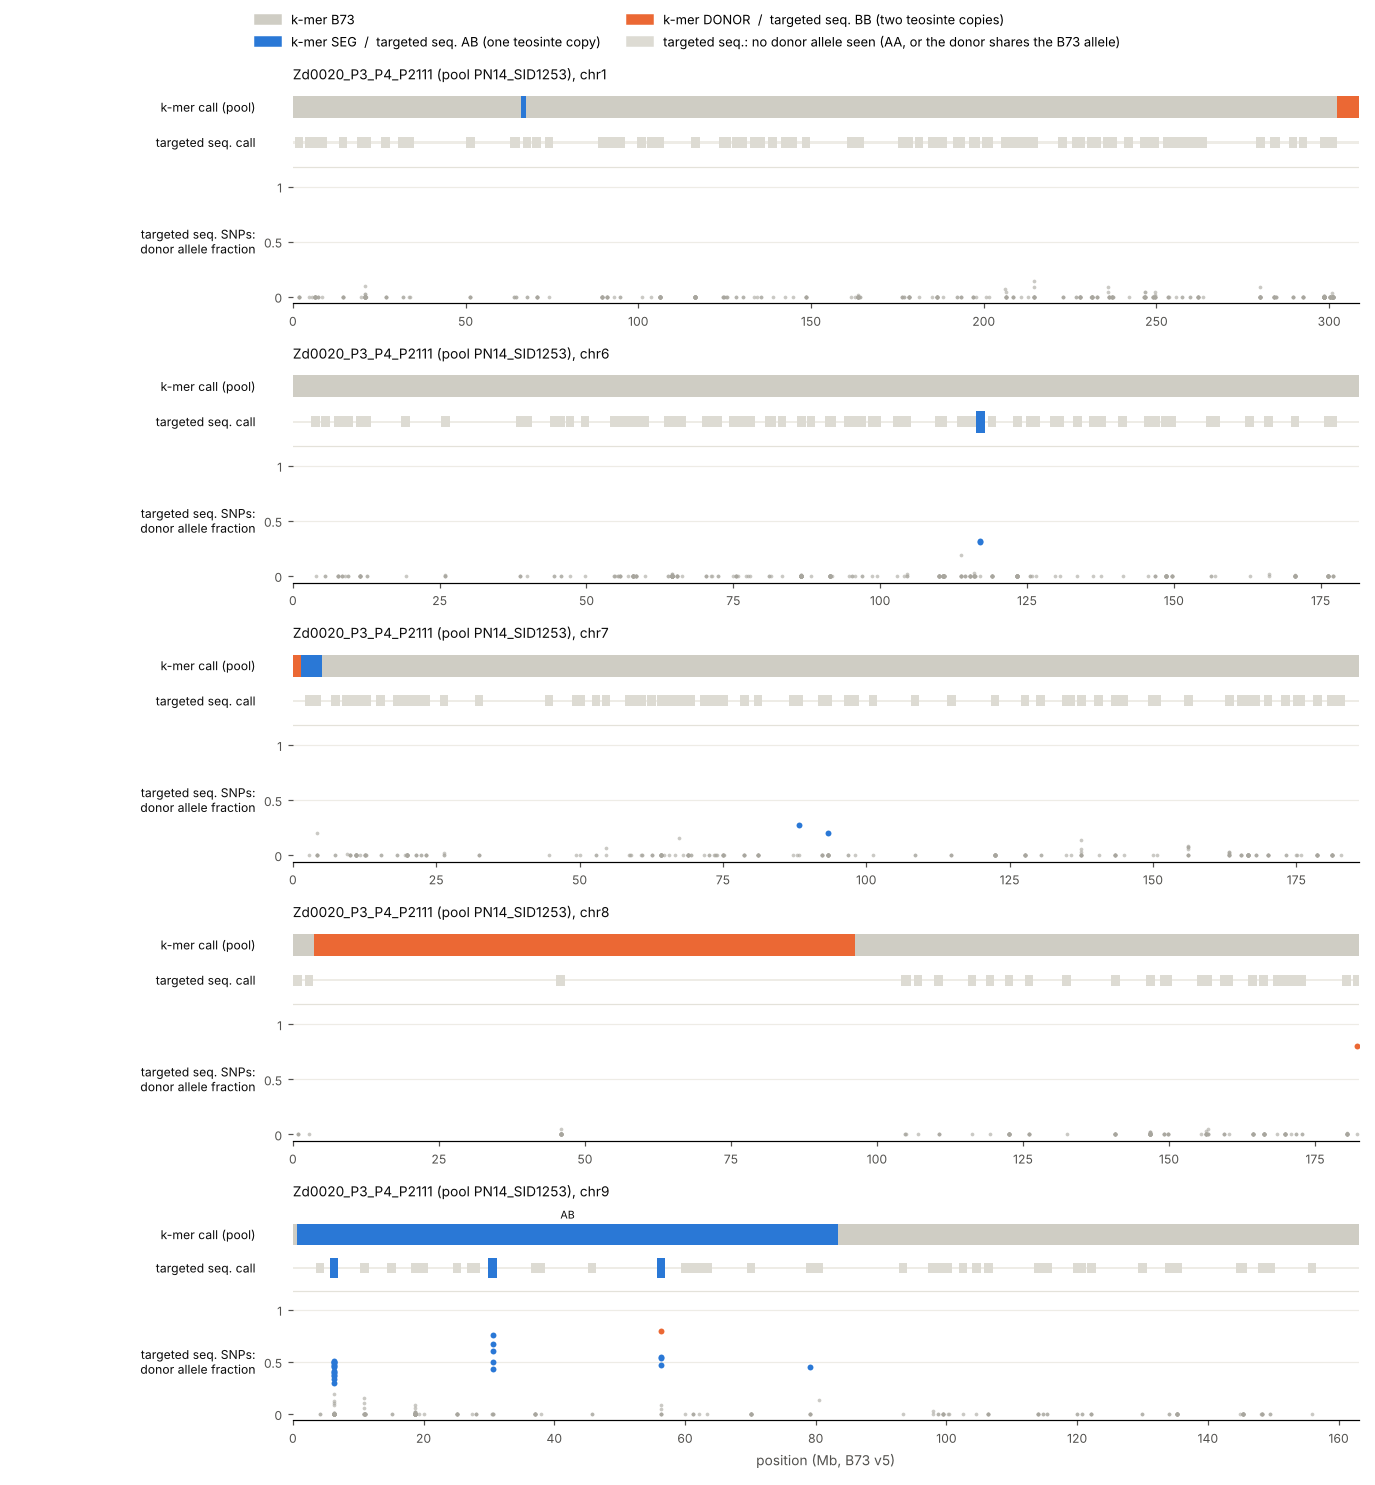 k-mer B73
k-mer DONOR / targeted seq. BB (two teosinte copies)
k-mer SEG / targeted seq. AB (one teosinte copy)
targeted seq.: no donor allele seen (AA, or the donor shares the B73 allele)
Zd0020_P3_P4_P2111 (pool PN14_SID1253), chr1
k-mer call (pool)
targeted seq. call
1
targeted seq. SNPs:
donor allele fraction
0.5
0
0 50 100 150 200 250 300
Zd0020_P3_P4_P2111 (pool PN14_SID1253), chr6
k-mer call (pool)
targeted seq. call
1
targeted seq. SNPs:
donor allele fraction
0.5
0
0 25 50 75 100 125 150 175
Zd0020_P3_P4_P2111 (pool PN14_SID1253), chr7
k-mer call (pool)
targeted seq. call
1
targeted seq. SNPs:
donor allele fraction
0.5
0
0 25 50 75 100 125 150 175
Zd0020_P3_P4_P2111 (pool PN14_SID1253), chr8
k-mer call (pool)
targeted seq. call
1
targeted seq. SNPs:
donor allele fraction
0.5
0
0 25 50 75 100 125 150 175
Zd0020_P3_P4_P2111 (pool PN14_SID1253), chr9
AB
k-mer call (pool)
targeted seq. call
1
targeted seq. SNPs:
donor allele fraction
0.5
0
0 20 40 60 80 100 120 140 160
position (Mb, B73 v5)